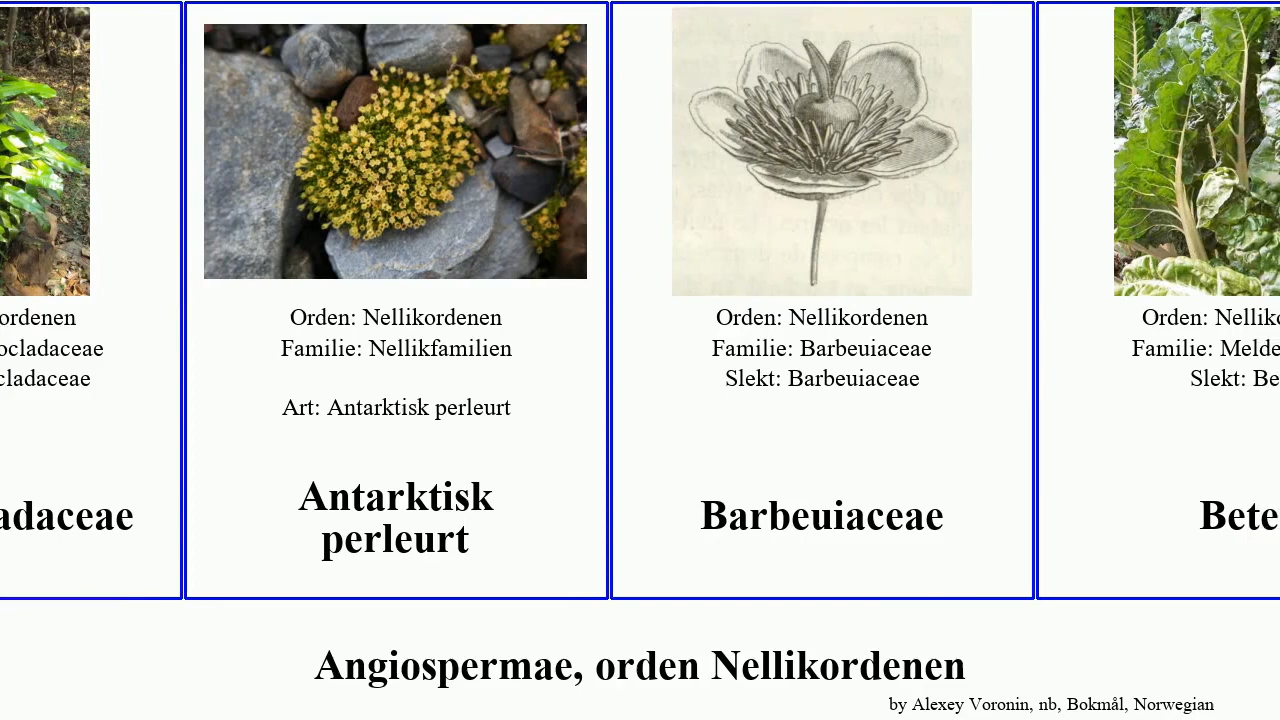 ordenen
ocladaceae
cladaceae
adaceae
Orden: Nellikordenen
Familie: Nellikfamilien
Art: Antarktisk perleurt
Antarktisk
perleurt
Orden: Nellikordenen
Familie: Barbeuiaceae
Slekt: Barbeuiaceae
Barbeuiaceae
Orden: Nelliko
Familie: Melde
Slekt: Be
Bete
Angiospermae, orden Nellikordenen
by Alexey Voronin, nb, Bokmål, Norwegian